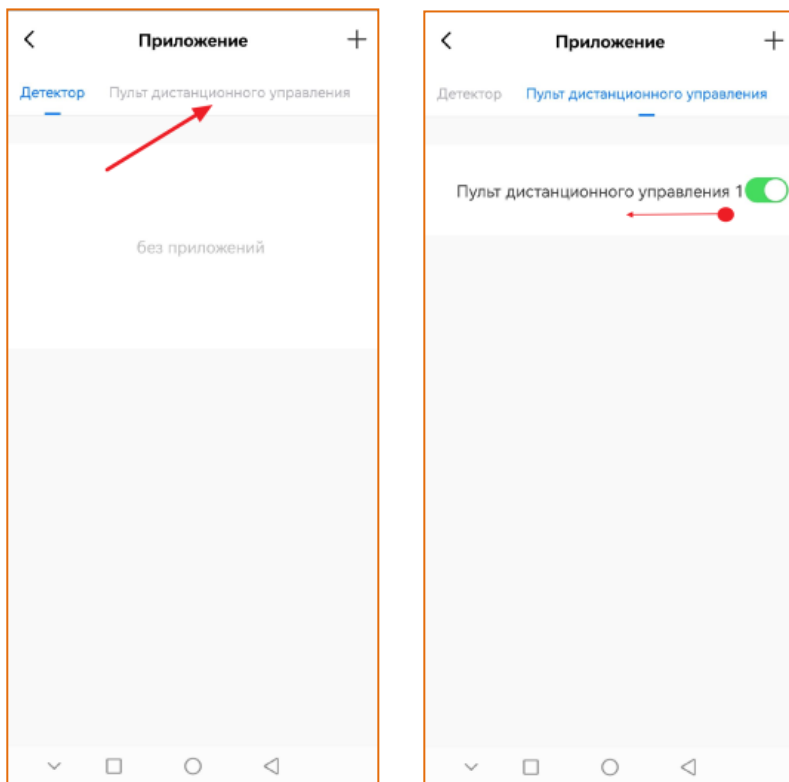 Приложение
Детектор Пульт дистанционного управления
без приложений
Приложение
Детектор Пульт дистанционного управления
Пульт дистанционного управления 1